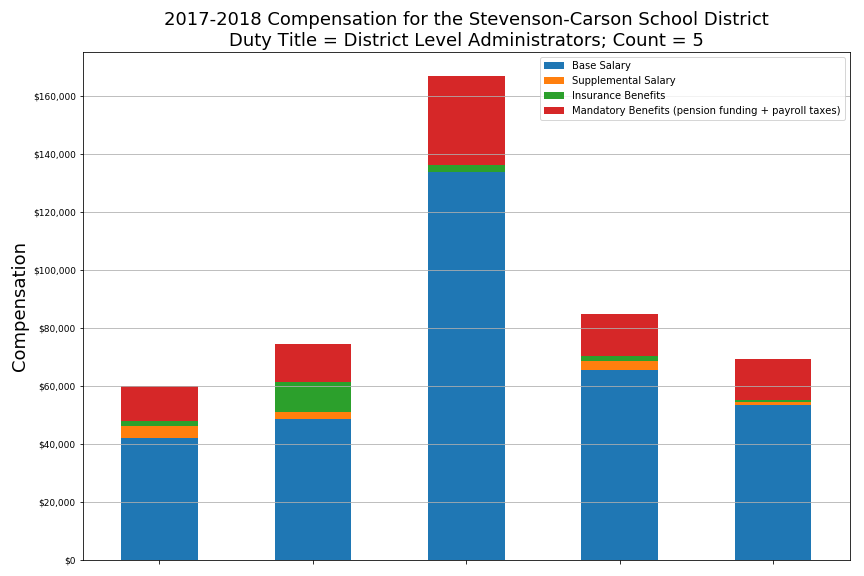 2017-2018 Compensation for the Stevenson-Carson School District
Duty Title = District Level Administrators; Count = 5
Base Salary
Supplemental Salary
Insurance Benefits
Mandatory Benefits (pension funding + payroll taxes)
Compensation
$160,000
$140,000
$120,000
$100,000
$80,000
$60,000
$40,000
$20,000
$0